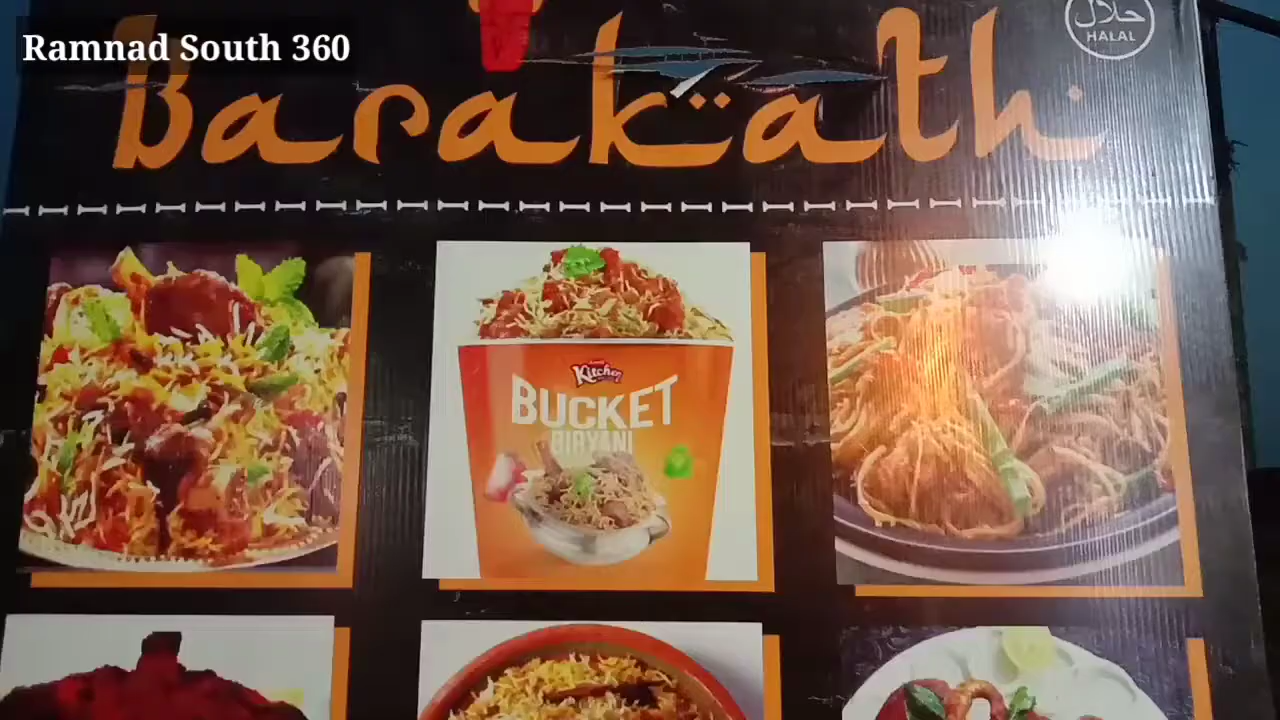 Ramnad South 360
حلال
HALAL
Barakath
Kitchen
BUCKET
BIRYANI